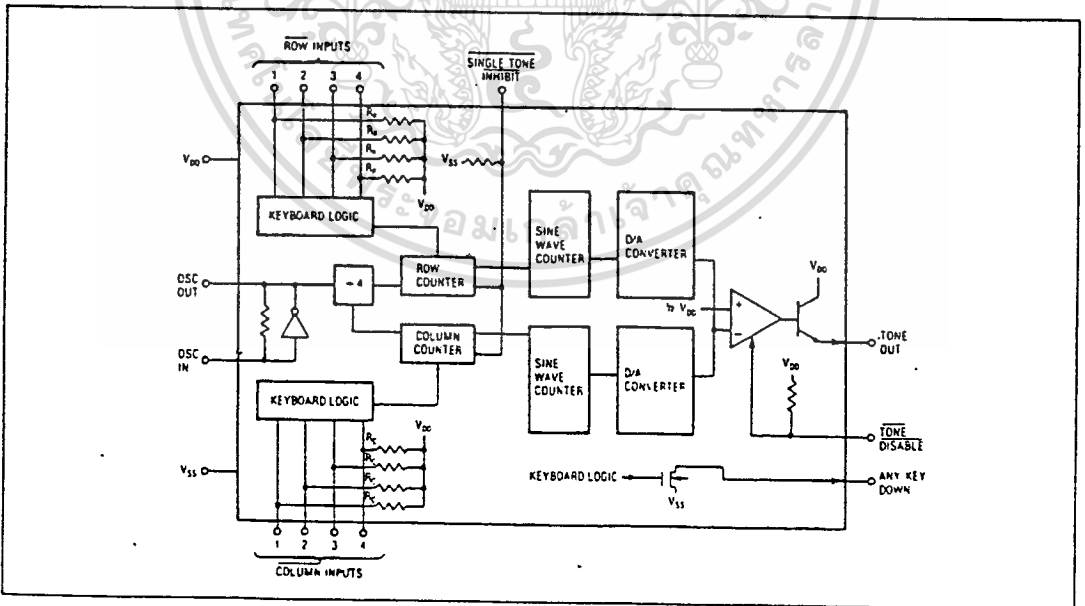 ROW INPUTS
1 2 3 4
SINGLE TONE
INHIBIT
VDD
R
R
R
R
VDD
VSS
KEYBOARD LOGIC
OSC
OUT
÷ 4
ROW
COUNTER
SINE
WAVE
COUNTER
D/A
CONVERTER
VDD
+
−
TONE
OUT
OSC
IN
COLUMN
COUNTER
SINE
WAVE
COUNTER
D/A
CONVERTER
VDD
TONE
DISABLE
KEYBOARD LOGIC
VDD
R
R
R
R
VSS
KEYBOARD LOGIC
VSS
ANY KEY
DOWN
1 2 3 4
COLUMN INPUTS